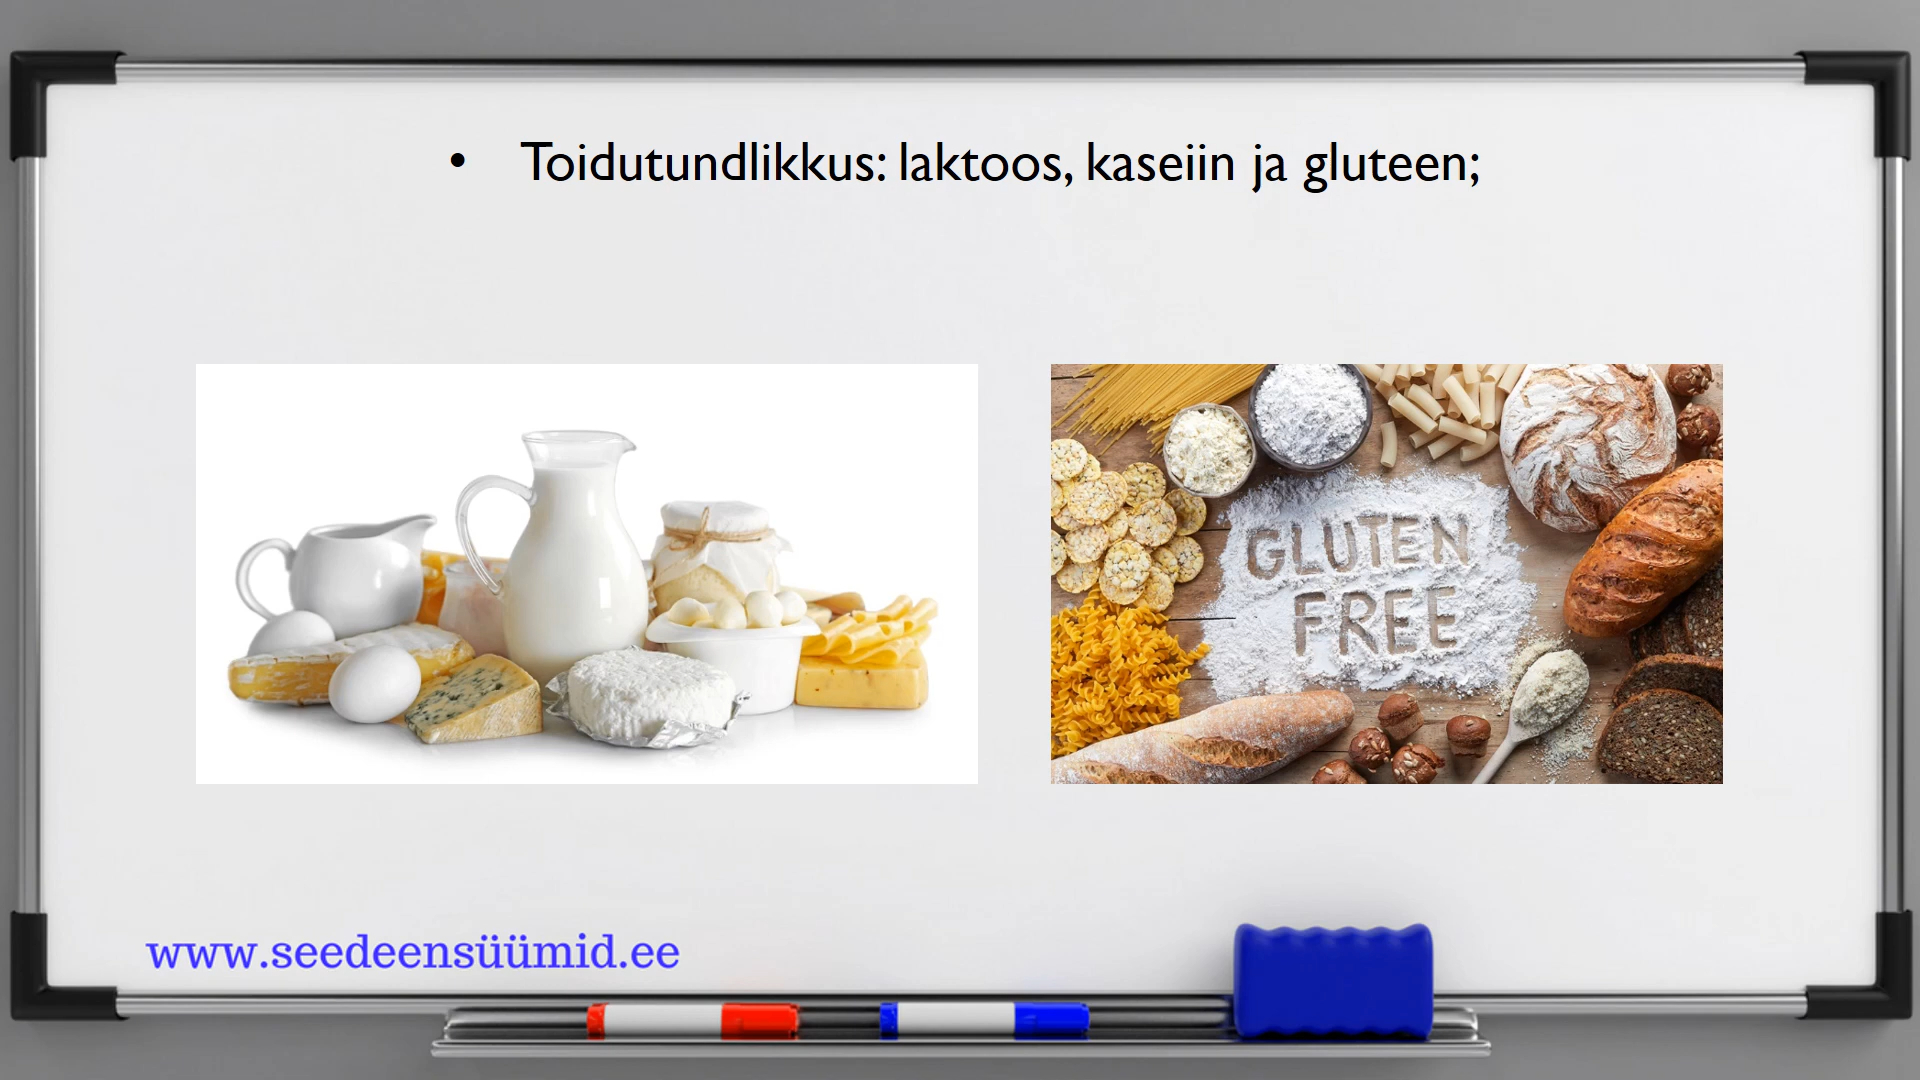 • Toidutundlikkus: laktoos, kaseiin ja gluteen;
GLUTEN
FREE
www.seedeensüümid.ee